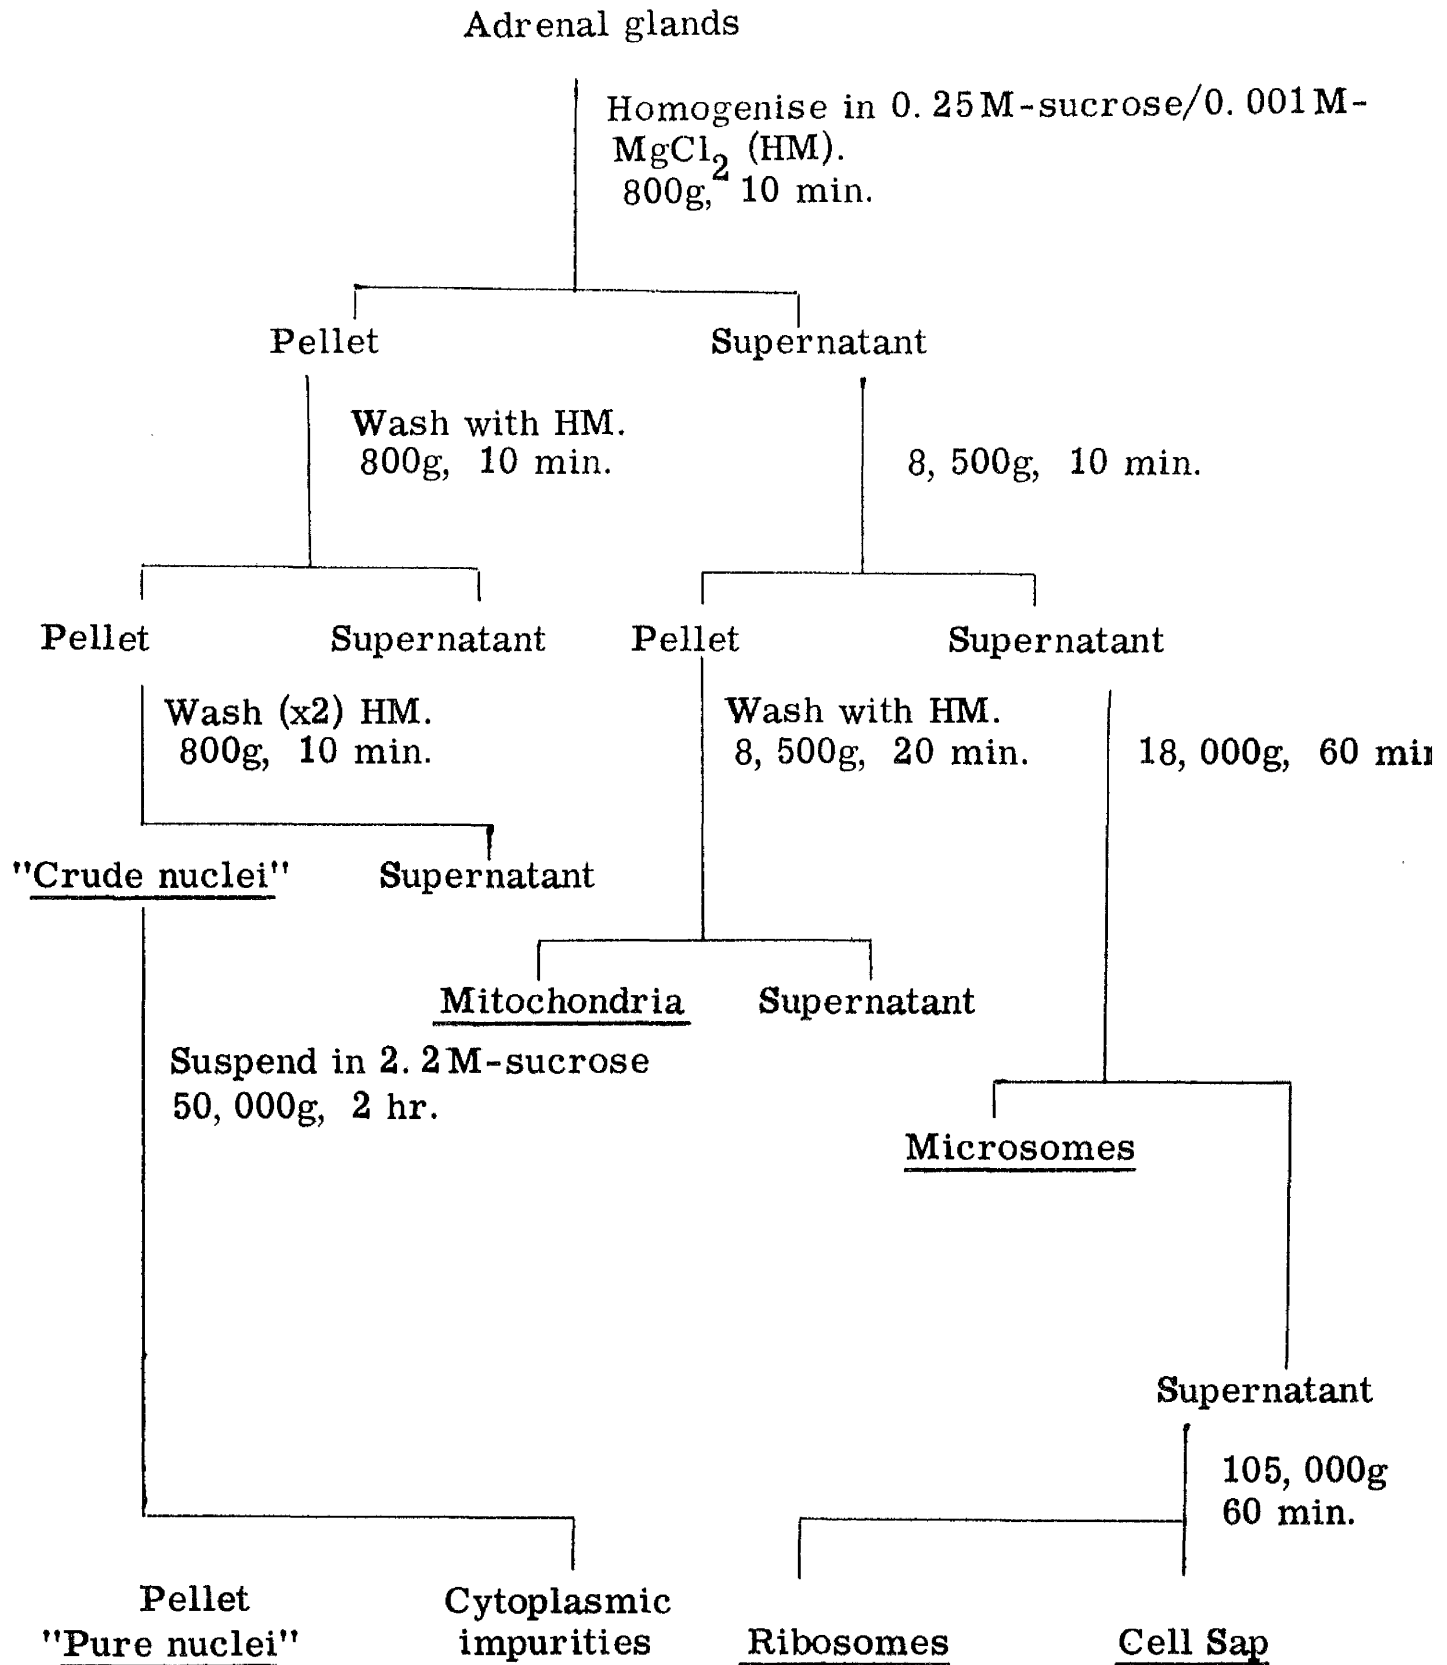 Adrenal glands
Homogenise in 0.25M-sucrose/0.001M-
MgCl2 (HM).
800g, 10 min.
Pellet
Supernatant
Wash with HM.
800g, 10 min.
8,500g, 10 min.
Pellet
Supernatant
Pellet
Supernatant
Wash (x2) HM.
800g, 10 min.
Wash with HM.
8,500g, 20 min.
18,000g, 60 min
"Crude nuclei"
Supernatant
Mitochondria
Supernatant
Suspend in 2.2M-sucrose
50,000g, 2 hr.
Microsomes
Supernatant
105,000g
60 min.
Pellet
"Pure nuclei"
Cytoplasmic
impurities
Ribosomes
Cell Sap